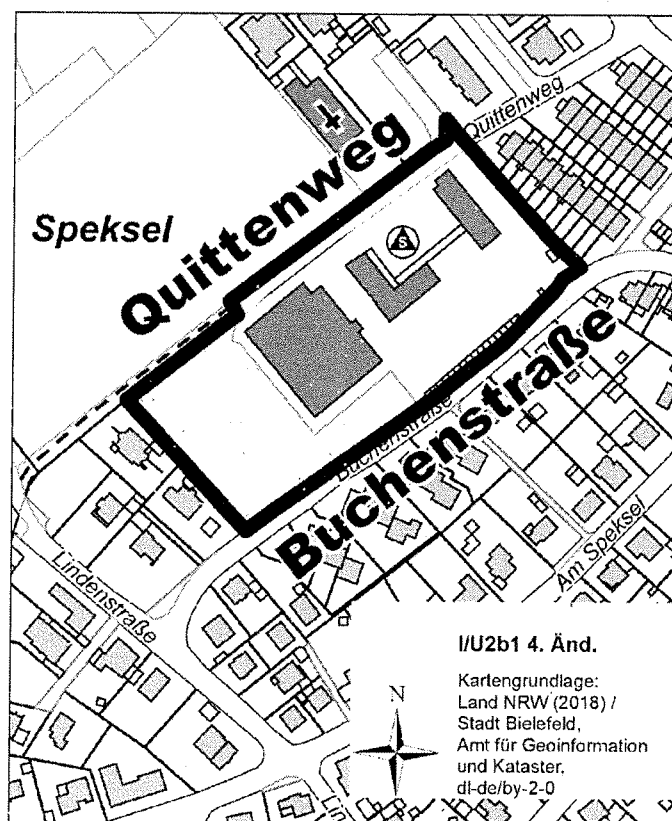 Quittenweg
Quittenweg
Speksel
S
Buchenstraße
Buchenstraße
Lindenstraße
Am Speksel
I/U2b1 4. Änd.
Kartengrundlage:
Land NRW (2018) /
Stadt Bielefeld,
Amt für Geoinformation
und Kataster,
dl-de/by-2-0
N
Lin